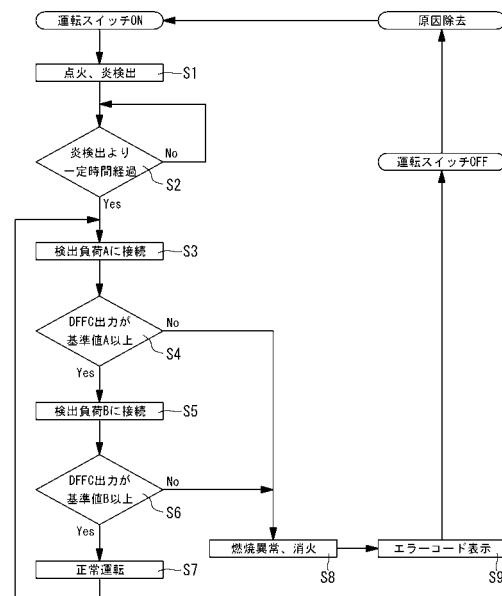 運転スイッチON
原因除去
点火、炎検出
S1
炎検出より
一定時間経過
No
S2
Yes
運転スイッチOFF
検出負荷Aに接続
S3
DFFC出力が
基準値A以上
No
S4
Yes
検出負荷Bに接続
S5
DFFC出力が
基準値B以上
No
S6
Yes
正常運転
S7
燃焼異常、消火
S8
エラーコード表示
S9